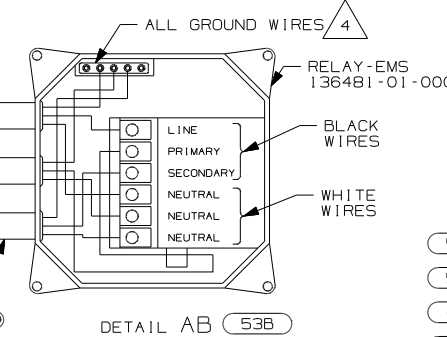 ALL GROUND WIRES 4
RELAY-EMS
136481-01-000
LINE
PRIMARY
SECONDARY
NEUTRAL
NEUTRAL
NEUTRAL
BLACK
WIRES
WHITE
WIRES
DETAIL AB 53B